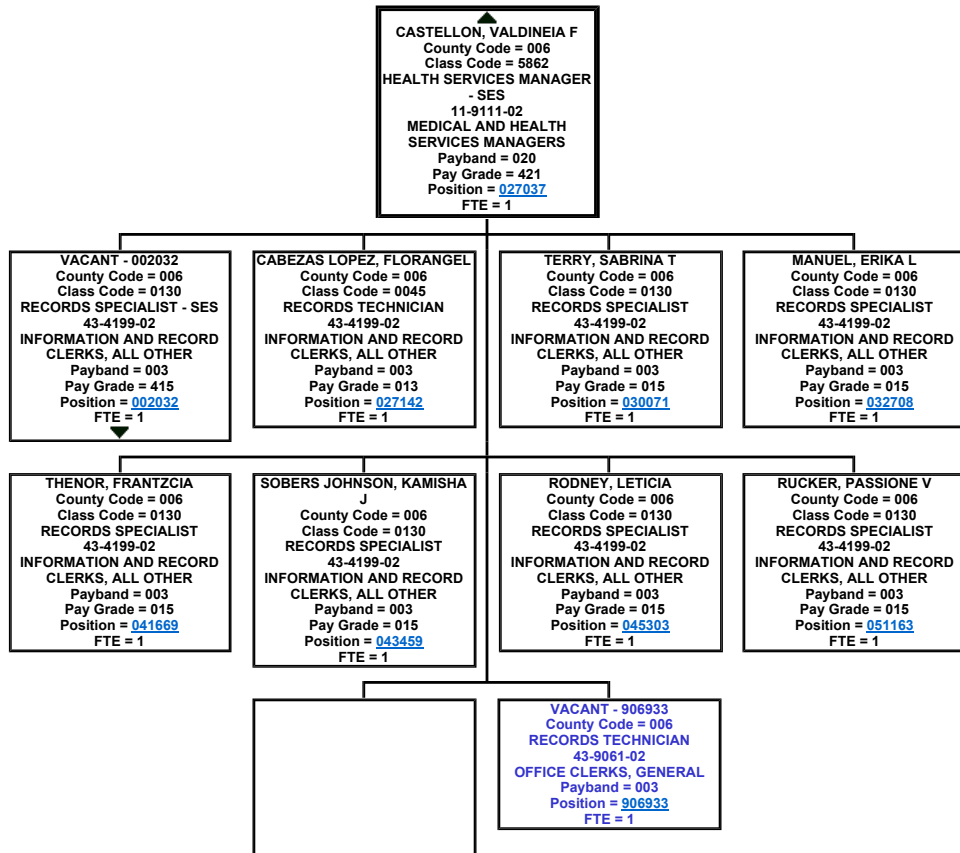 CASTELLON, VALDINEIA F
County Code = 006
Class Code = 5862
HEALTH SERVICES MANAGER
- SES
11-9111-02
MEDICAL AND HEALTH
SERVICES MANAGERS
Payband = 020
Pay Grade = 421
Position = 027037
FTE = 1
VACANT - 002032
County Code = 006
Class Code = 0130
RECORDS SPECIALIST - SES
43-4199-02
INFORMATION AND RECORD
CLERKS, ALL OTHER
Payband = 003
Pay Grade = 415
Position = 002032
FTE = 1
CABEZAS LOPEZ, FLORANGEL
County Code = 006
Class Code = 0045
RECORDS TECHNICIAN
43-4199-02
INFORMATION AND RECORD
CLERKS, ALL OTHER
Payband = 003
Pay Grade = 013
Position = 027142
FTE = 1
TERRY, SABRINA T
County Code = 006
Class Code = 0130
RECORDS SPECIALIST
43-4199-02
INFORMATION AND RECORD
CLERKS, ALL OTHER
Payband = 003
Pay Grade = 015
Position = 030071
FTE = 1
MANUEL, ERIKA L
County Code = 006
Class Code = 0130
RECORDS SPECIALIST
43-4199-02
INFORMATION AND RECORD
CLERKS, ALL OTHER
Payband = 003
Pay Grade = 015
Position = 032708
FTE = 1
THENOR, FRANTZCIA
County Code = 006
Class Code = 0130
RECORDS SPECIALIST
43-4199-02
INFORMATION AND RECORD
CLERKS, ALL OTHER
Payband = 003
Pay Grade = 015
Position = 041669
FTE = 1
SOBERS JOHNSON, KAMISHA
J
County Code = 006
Class Code = 0130
RECORDS SPECIALIST
43-4199-02
INFORMATION AND RECORD
CLERKS, ALL OTHER
Payband = 003
Pay Grade = 015
Position = 043459
FTE = 1
RODNEY, LETICIA
County Code = 006
Class Code = 0130
RECORDS SPECIALIST
43-4199-02
INFORMATION AND RECORD
CLERKS, ALL OTHER
Payband = 003
Pay Grade = 015
Position = 045303
FTE = 1
RUCKER, PASSIONE V
County Code = 006
Class Code = 0130
RECORDS SPECIALIST
43-4199-02
INFORMATION AND RECORD
CLERKS, ALL OTHER
Payband = 003
Pay Grade = 015
Position = 051163
FTE = 1
VACANT - 906933
County Code = 006
RECORDS TECHNICIAN
43-9061-02
OFFICE CLERKS, GENERAL
Payband = 003
Position = 906933
FTE = 1